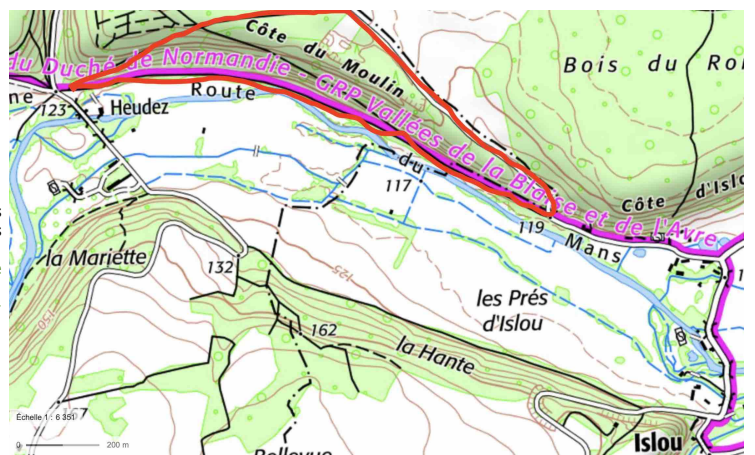 Côte du Moulin
du Duché de Normandie - GRP Vallées de la Blaise et de l'Avre
Bois du Ro
ne
123
Heudez
Route
du
Mans
117
119
Côte d'Islou
la Mariette
132
125
150
les Prés
d'Islou
162
la Hante
Échelle 1 : 6 351
0
200 m
Bellevue
Islou